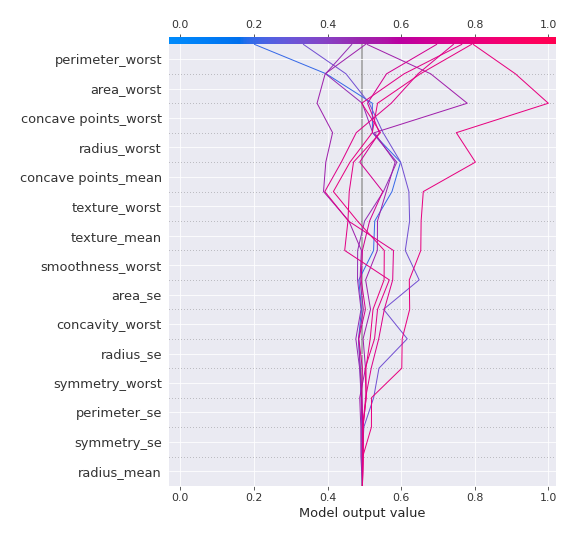 0.0 0.2 0.4 0.6 0.8 1.0
perimeter_worst
area_worst
concave points_worst
radius_worst
concave points_mean
texture_worst
texture_mean
smoothness_worst
area_se
concavity_worst
radius_se
symmetry_worst
perimeter_se
symmetry_se
radius_mean
0.0 0.2 0.4 0.6 0.8 1.0
Model output value